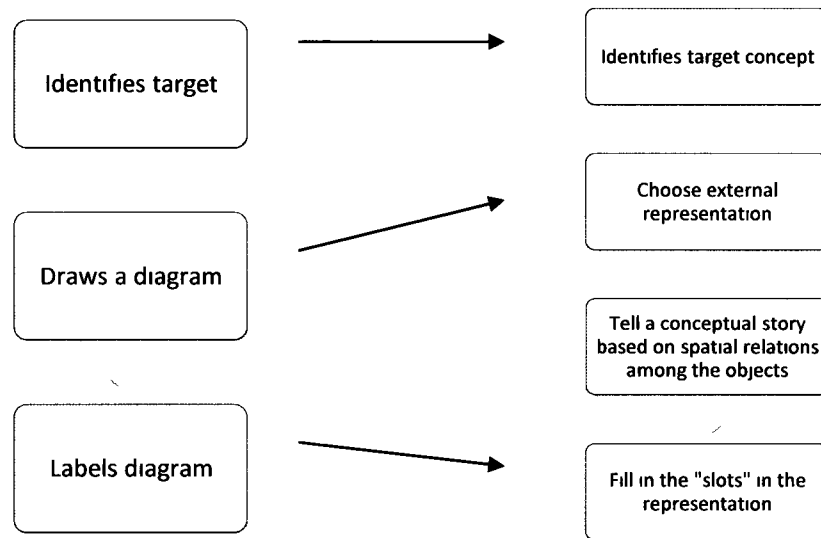 Identifies target
Identifies target concept
Draws a diagram
Choose external
representation
Tell a conceptual story
based on spatial relations
among the objects
Labels diagram
Fill in the "slots" in the
representation